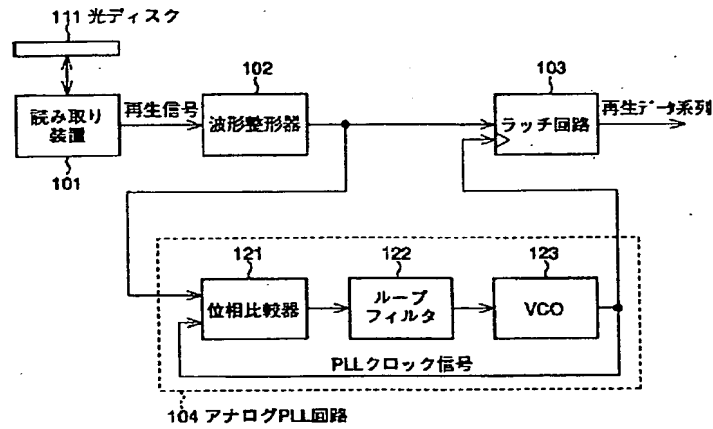 111 光ディスク
102
103
読み取り
装置
再生信号
波形整形器
ラッチ回路
再生データ系列
101
121
122
123
位相比較器
ループ
フィルタ
VCO
PLLクロック信号
104 アナログPLL回路